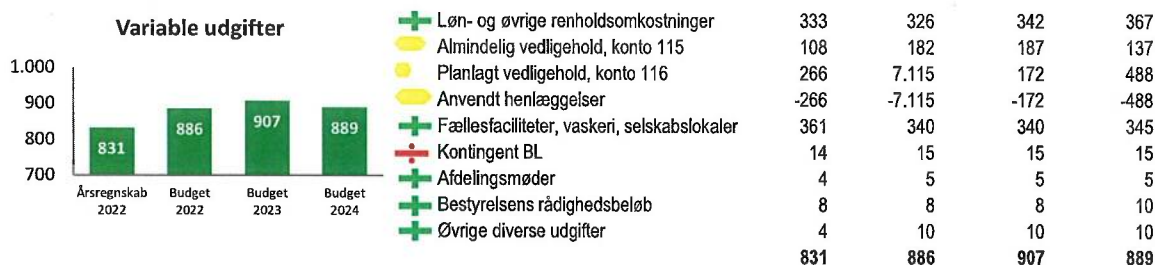 Variable udgifter
1.000
900
800
700
831
886
907
889
Årsregnskab 2022
Budget 2022
Budget 2023
Budget 2024
Løn- og øvrige renholdsomkostninger 333 326 342 367
Almindelig vedligehold, konto 115 108 182 187 137
Planlagt vedligehold, konto 116 266 7.115 172 488
Anvendt henlæggelser -266 -7.115 -172 -488
Fællesfaciliteter, vaskeri, selskabslokaler 361 340 340 345
Kontingent BL 14 15 15 15
Afdelingsmøder 4 5 5 5
Bestyrelsens rådighedsbeløb 8 8 8 10
Øvrige diverse udgifter 4 10 10 10
831 886 907 889